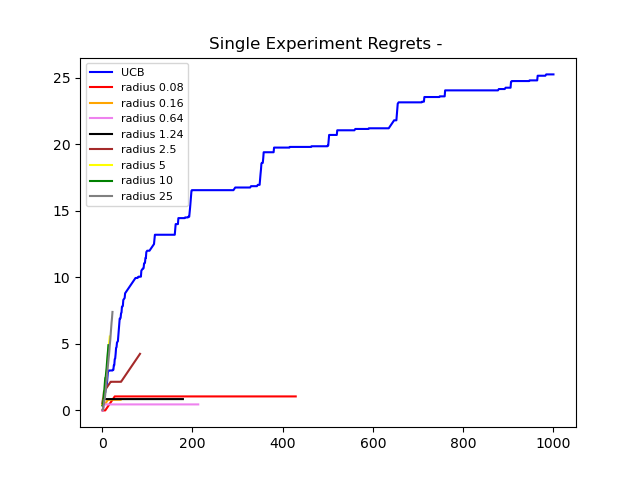 Single Experiment Regrets -
UCB
radius 0.08
radius 0.16
radius 0.64
radius 1.24
radius 2.5
radius 5
radius 10
radius 25
25
20
15
10
5
0
0 200 400 600 800 1000